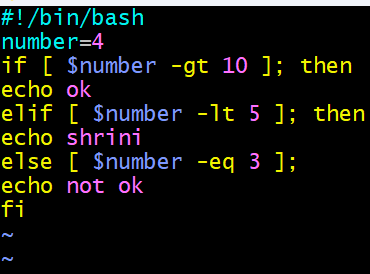 #!/bin/bash
number=4
if [ $number -gt 10 ]; then
echo ok
elif [ $number -lt 5 ]; then
echo shrini
else [ $number -eq 3 ];
echo not ok
fi
~
~